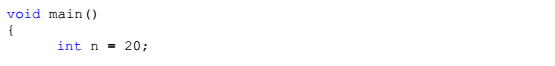 void main()
{
int n = 20;